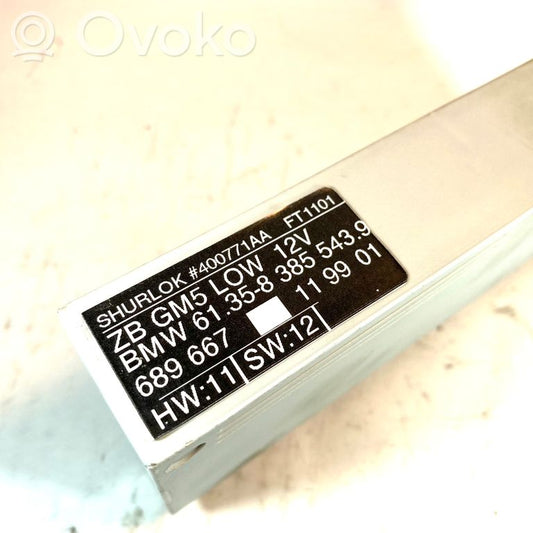 Ovoko
SHURLOK #400771AA FT1101
ZB GM5 LOW 12V
BMW 61.35-8 385 543.9
689 667 11 99 01
HW:11 SW:12